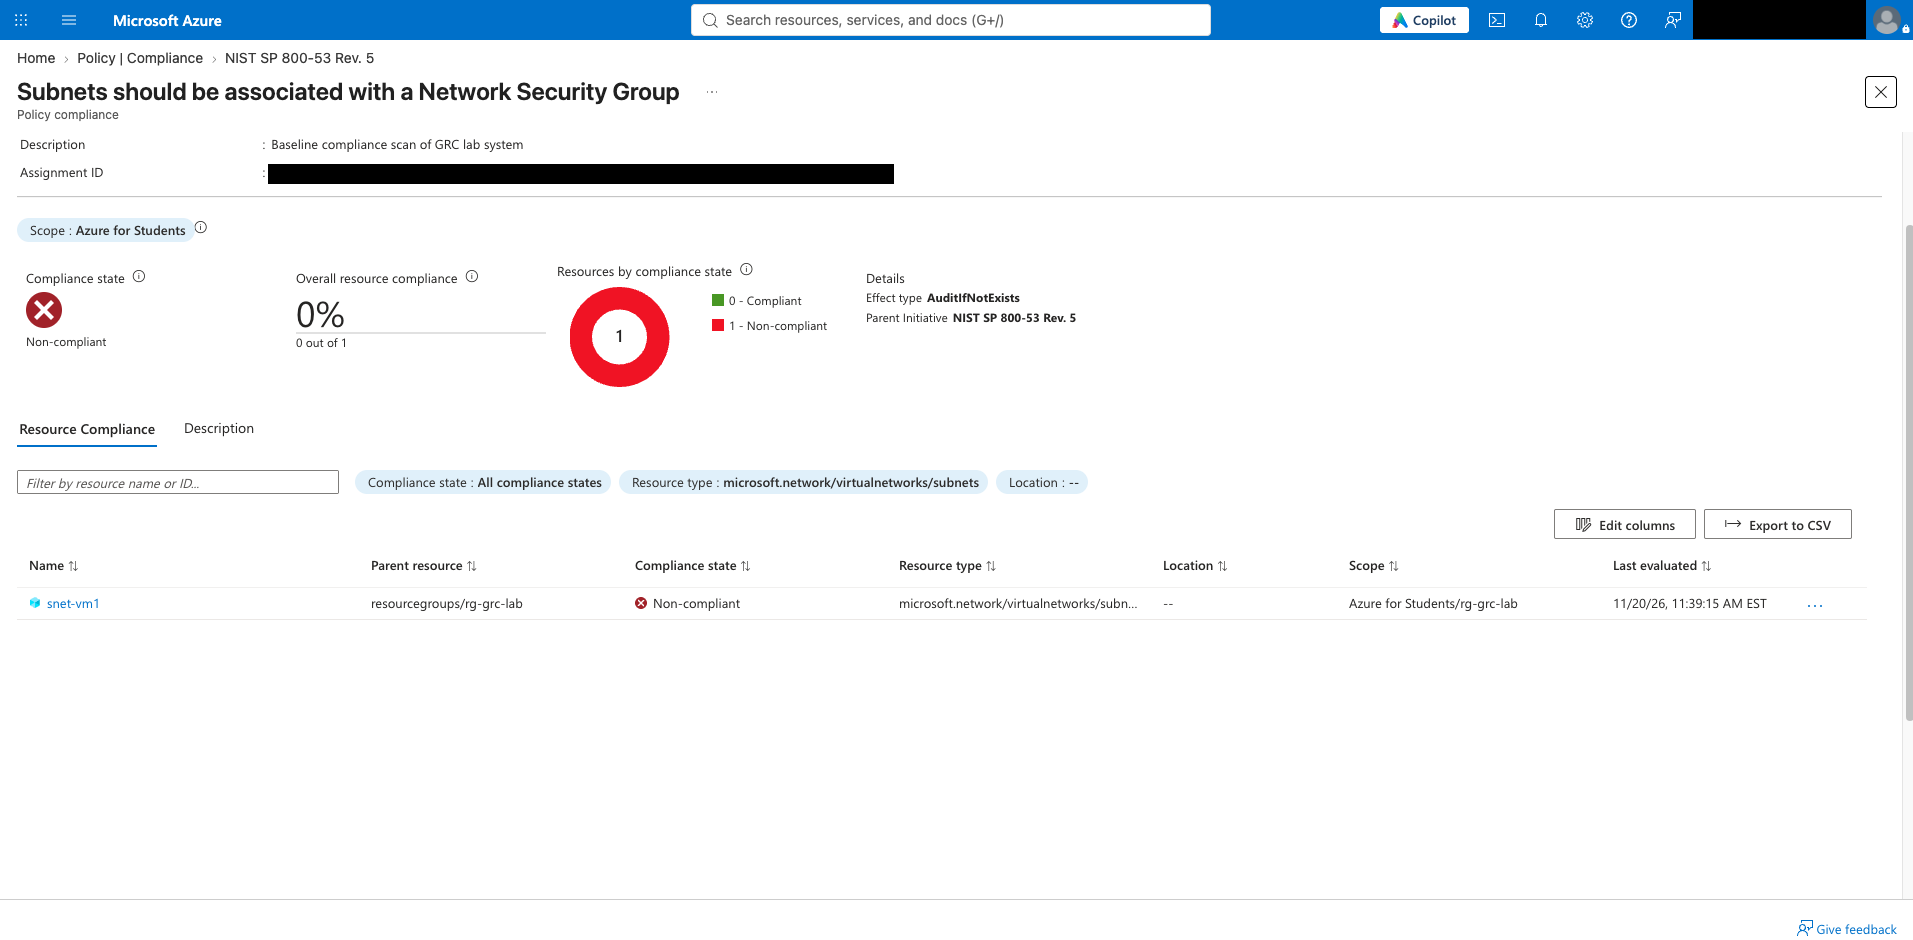 Microsoft Azure
Search resources, services, and docs (G+/)
Copilot
Home > Policy | Compliance > NIST SP 800-53 Rev. 5
Subnets should be associated with a Network Security Group ...
Policy compliance
Description : Baseline compliance scan of GRC lab system
Assignment ID :
Scope : Azure for Students
Compliance state
Non-compliant
Overall resource compliance
0%
0 out of 1
Resources by compliance state
1
0 - Compliant
1 - Non-compliant
Details
Effect type AuditIfNotExists
Parent Initiative NIST SP 800-53 Rev. 5
Resource Compliance Description
Filter by resource name or ID...
Compliance state : All compliance states
Resource type : microsoft.network/virtualnetworks/subnets
Location : --
Edit columns
Export to CSV
Name Parent resource Compliance state Resource type Location Scope Last evaluated
snet-vm1 resourcegroups/rg-grc-lab Non-compliant microsoft.network/virtualnetworks/subn... -- Azure for Students/rg-grc-lab 11/20/26, 11:39:15 AM EST ...
Give feedback